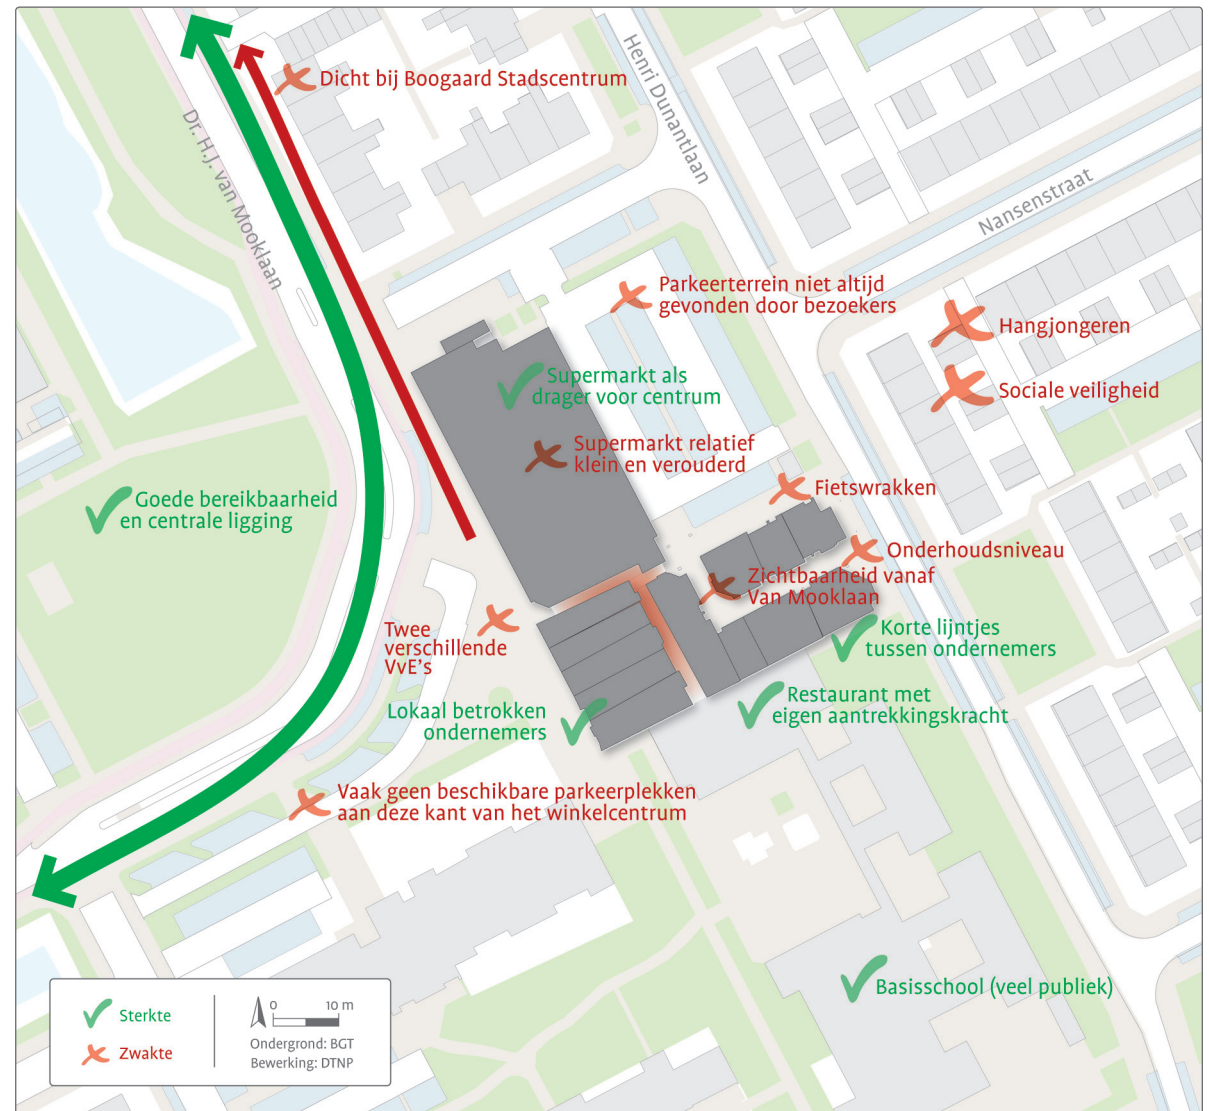 Dicht bij Boogaard Stadscentrum
Henri Dunantlaan
Dr. H.J. van Mooklaan
Nansenstraat
Parkeerterrein niet altijd
gevonden door bezoekers
Hangjongeren
Supermarkt als
drager voor centrum
Sociale veiligheid
Supermarkt relatief
klein en verouderd
Fietswrakken
Goede bereikbaarheid
en centrale ligging
Onderhoudsniveau
Zichtbaarheid vanaf
Van Mooklaan
Twee
verschillende
VvE's
Korte lijntjes
tussen ondernemers
Restaurant met
eigen aantrekkingskracht
Lokaal betrokken
ondernemers
Vaak geen beschikbare parkeerplekken
aan deze kant van het winkelcentrum
Basisschool (veel publiek)
Sterkte
Zwakte
0 10 m
Ondergrond: BGT
Bewerking: DTNP